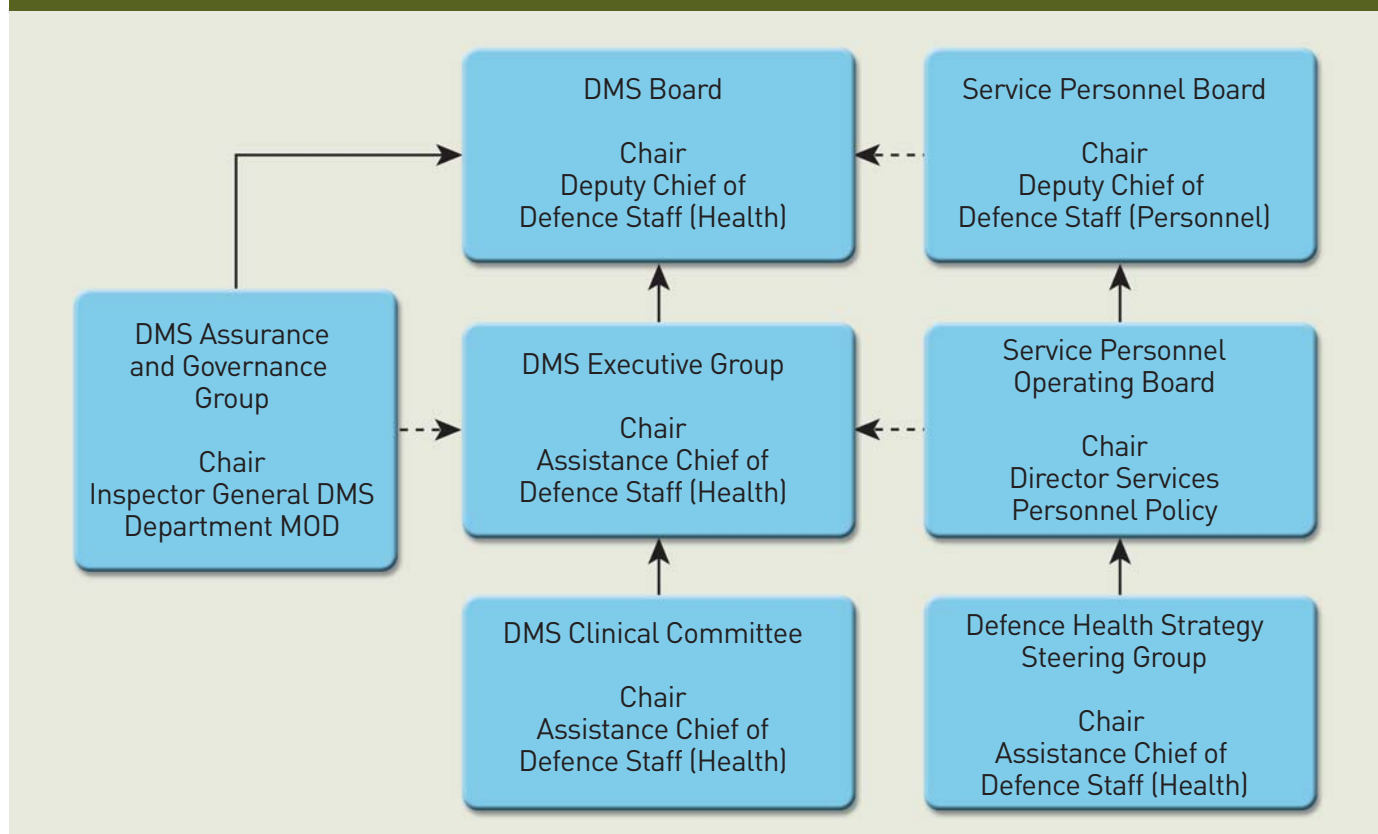 DMS Board
Chair
Deputy Chief of
Defence Staff (Health)
Service Personnel Board
Chair
Deputy Chief of
Defence Staff (Personnel)
DMS Assurance
and Governance
Group
Chair
Inspector General DMS
Department MOD
DMS Executive Group
Chair
Assistance Chief of
Defence Staff (Health)
Service Personnel
Operating Board
Chair
Director Services
Personnel Policy
DMS Clinical Committee
Chair
Assistance Chief of
Defence Staff (Health)
Defence Health Strategy
Steering Group
Chair
Assistance Chief of
Defence Staff (Health)